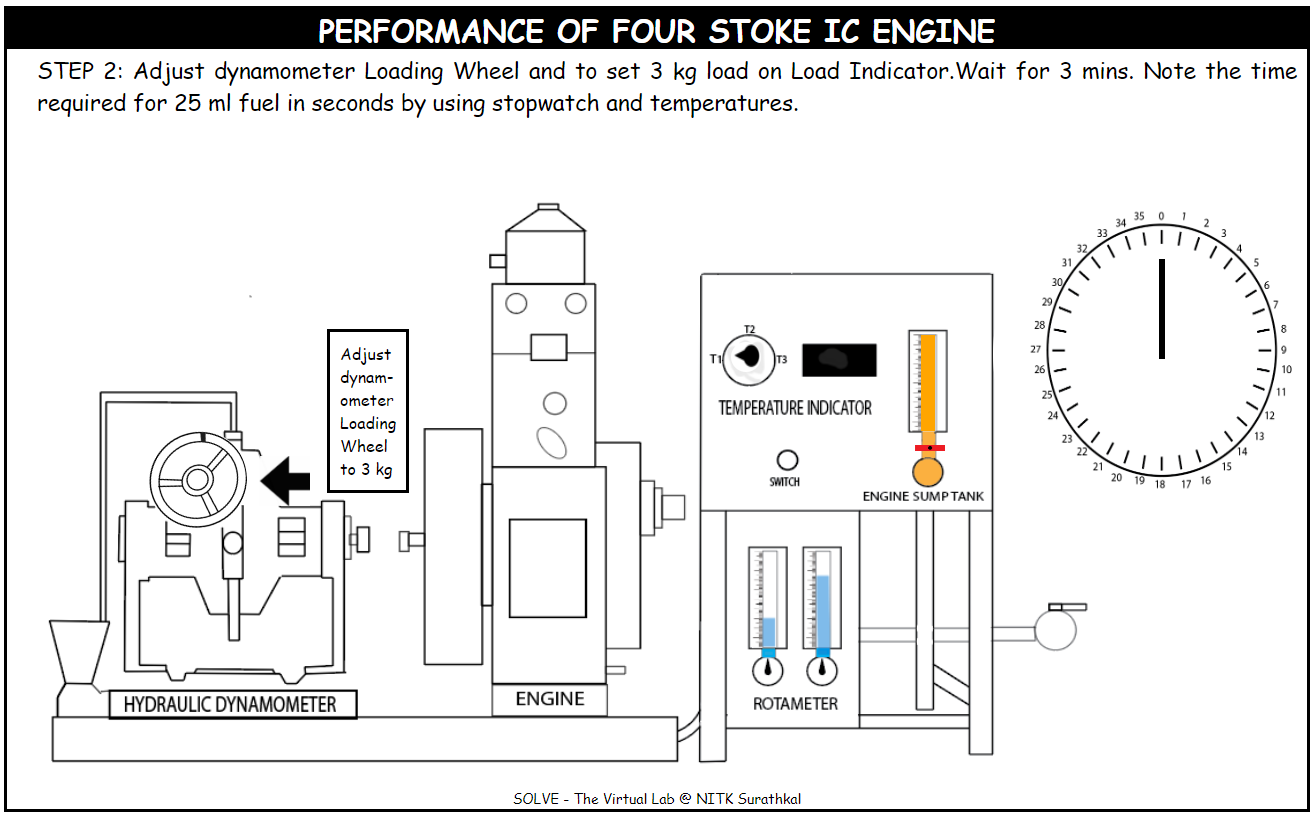 PERFORMANCE OF FOUR STOKE IC ENGINE
STEP 2: Adjust dynamometer Loading Wheel and to set 3 kg load on Load Indicator.Wait for 3 mins. Note the time
required for 25 ml fuel in seconds by using stopwatch and temperatures.
Adjust
dynam-
ometer
Loading
Wheel
to 3 kg
HYDRAULIC DYNAMOMETER
ENGINE
T2
T1
T3
TEMPERATURE INDICATOR
SWITCH
ENGINE SUMP TANK
ROTAMETER
0
1
2
3
4
5
6
7
8
9
10
11
12
13
14
15
16
17
18
19
20
21
22
23
24
25
26
27
28
29
30
31
32
33
34
35
SOLVE - The Virtual Lab @ NITK Surathkal